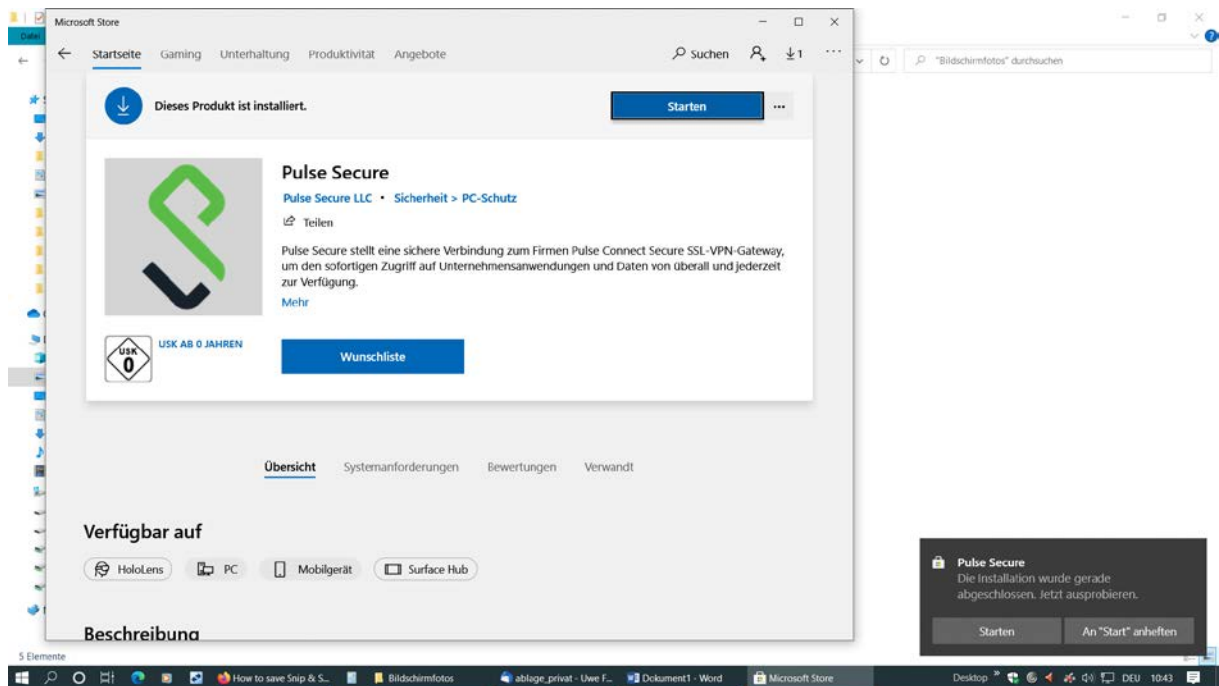 Datei
Microsoft Store
Startseite Gaming Unterhaltung Produktivität Angebote Suchen 1 ...
"Bildschirmfotos" durchsuchen
Dieses Produkt ist installiert. Starten ...
Pulse Secure
Pulse Secure LLC • Sicherheit > PC-Schutz
Teilen
Pulse Secure stellt eine sichere Verbindung zum Firmen Pulse Connect Secure SSL-VPN-Gateway,
um den sofortigen Zugriff auf Unternehmensanwendungen und Daten von überall und jederzeit
zur Verfügung.
Mehr
USK 0
USK AB 0 JAHREN
Wunschliste
Übersicht Systemanforderungen Bewertungen Verwandt
Verfügbar auf
HoloLens PC Mobilgerät Surface Hub
Beschreibung
Pulse Secure
Die Installation wurde gerade
abgeschlossen. Jetzt ausprobieren.
Starten An "Start" anheften
5 Elemente
How to save Snip & S... Bildschirmfotos ablage_privat - Uwe F... Dokument1 - Word Microsoft Store Desktop » DEU 10:43